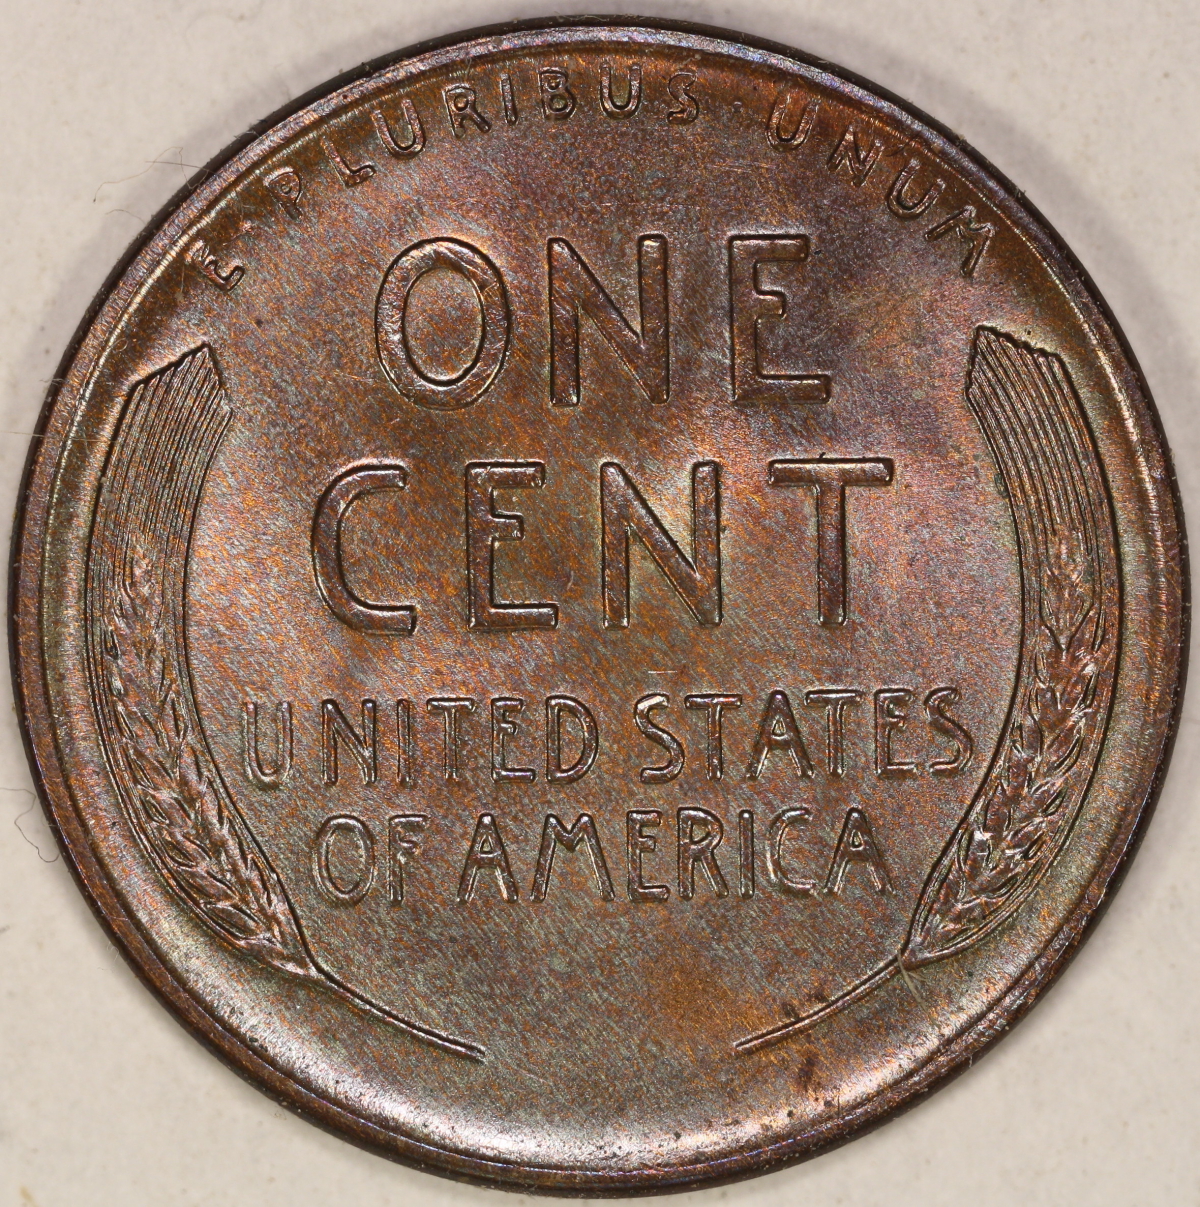 E·PLURIBUS·UNUM
ONE
CENT
UNITED STATES
OF AMERICA